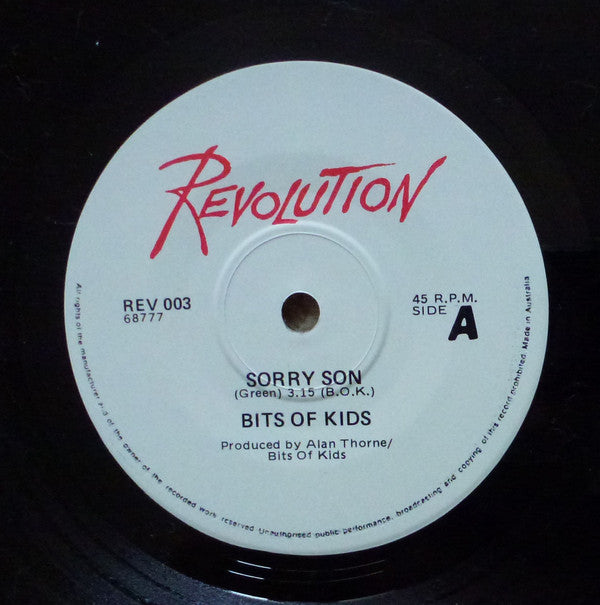 REVOLUTION
REV 003
68777
45 R.P.M.
SIDE A
SORRY SON
(Green) 3.15 (B.O.K.)
BITS OF KIDS
Produced by Alan Thorne/
Bits Of Kids
All rights of the manufacturer and of the owner of the recorded work reserved Unauthorised public performance, broadcasting and copying of this record prohibited. Made in Australia